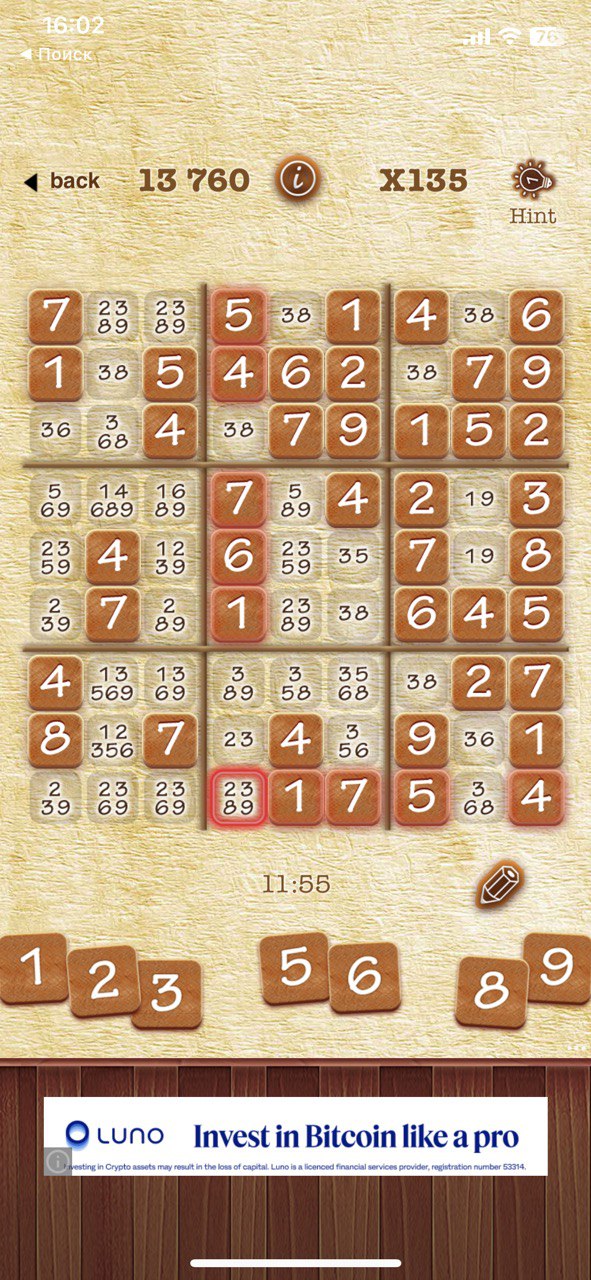 16:02
76
◀ Поиск
back 13 760 i X135
Hint
7 23 89 23 89 5 38 1 4 38 6
1 38 5 4 6 2 38 7 9
36 3 68 4 38 7 9 1 5 2
5 69 14 689 16 89 7 5 89 4 2 19 3
23 59 4 12 39 6 23 59 35 7 19 8
2 39 7 2 89 1 23 89 38 6 4 5
4 13 569 13 69 3 89 3 58 35 68 38 2 7
8 12 356 7 23 4 3 56 9 36 1
2 39 23 69 23 69 23 89 1 7 5 3 68 4
11:55
1 2 3 5 6 8 9
LUNO Invest in Bitcoin like a pro
Investing in Crypto assets may result in the loss of capital. Luno is a licenced financial services provider, registration number 53314.